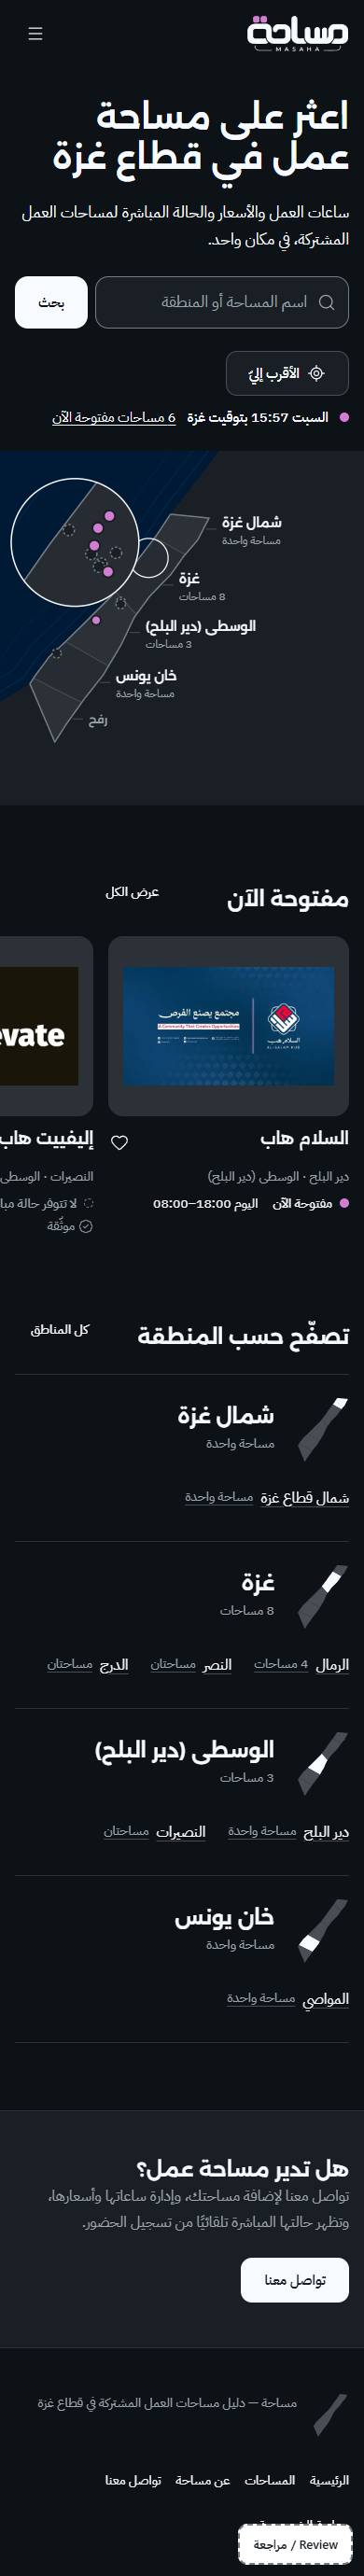 مساحة
MASAHA
اعثر على مساحة
عمل في قطاع غزة
ساعات العمل والأسعار والحالة المباشرة لمساحات العمل
المشتركة، في مكان واحد.
اسم المساحة أو المنطقة
بحث
الأقرب إليّ
السبت 15:57 بتوقيت غزة
6 مساحات مفتوحة الآن
شمال غزة
مساحة واحدة
غزة
8 مساحات
الوسطى (دير البلح)
3 مساحات
خان يونس
مساحة واحدة
رفح
مفتوحة الآن
عرض الكل
السلام هاب
مجتمع يصنع الفرص
A Community That Creates Opportunities
evate
السلام هاب
دير البلح · الوسطى (دير البلح)
مفتوحة الآن
اليوم 18:00–08:00
إليفييت هاب
النصيرات · الوسطى
لا تتوفر حالة مبا
موثّقة
تصفّح حسب المنطقة
كل المناطق
شمال غزة
مساحة واحدة
شمال قطاع غزة مساحة واحدة
غزة
8 مساحات
الرمال 4 مساحات
النصر مساحتان
الدرج مساحتان
الوسطى (دير البلح)
3 مساحات
دير البلح مساحة واحدة
النصيرات مساحتان
خان يونس
مساحة واحدة
المواصي مساحة واحدة
هل تدير مساحة عمل؟
تواصل معنا لإضافة مساحتك، وإدارة ساعاتها وأسعارها،
وتظهر حالتها المباشرة تلقائيًا من تسجيل الحضور.
تواصل معنا
مساحة — دليل مساحات العمل المشتركة في قطاع غزة
الرئيسية
المساحات
عن مساحة
تواصل معنا
Review / مراجعة